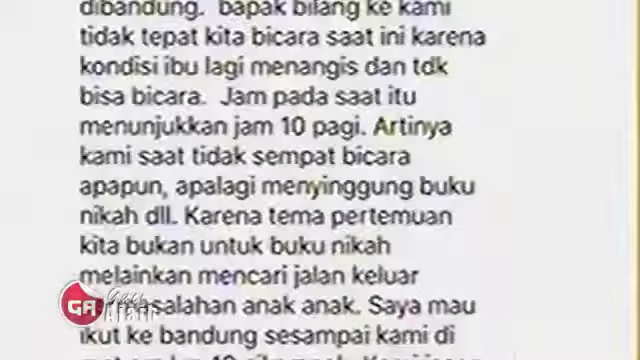 dibandung. bapak bilang ke kami
tidak tepat kita bicara saat ini karena
kondisi ibu lagi menangis dan tdk
bisa bicara. Jam pada saat itu
menunjukkan jam 10 pagi. Artinya
kami saat tidak sempat bicara
apapun, apalagi menyinggung buku
nikah dll. Karena tema pertemuan
kita bukan untuk buku nikah
melainkan mencari jalan keluar
GA
anak anak. Saya mau
ikut ke bandung sesampai kami di